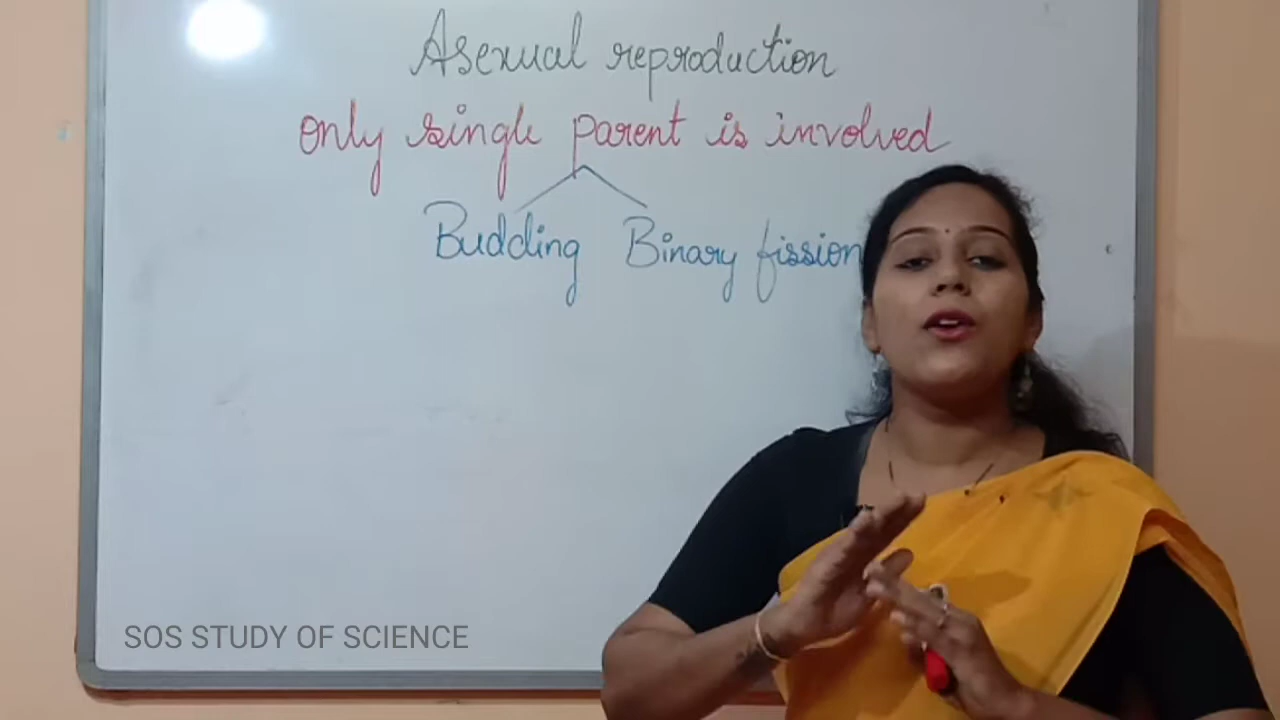 Asexual reproduction
only single parent is involved
Budding Binary fission
SOS STUDY OF SCIENCE